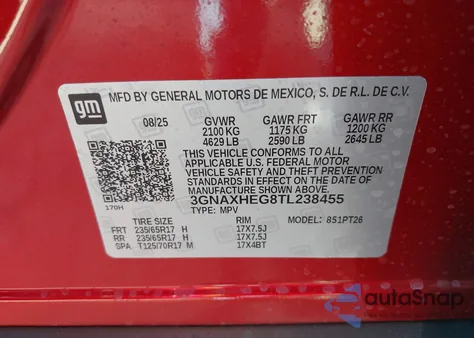 gm
MFD BY GENERAL MOTORS DE MEXICO, S. DE R.L. DE C.V.
08/25 GVWR GAWR FRT GAWR RR
2100 KG 1175 KG 1200 KG
4629 LB 2590 LB 2645 LB
THIS VEHICLE CONFORMS TO ALL
APPLICABLE U.S. FEDERAL MOTOR
VEHICLE SAFETY AND THEFT
PREVENTION STANDARDS IN EFFECT
ON THE DATE OF MANUFACTURE
SHOWN ABOVE.
3GNAXHEG8TL238455
170H TYPE: MPV MODEL: 851PT26
TIRE SIZE RIM
FRT 235/65R17 H 17X7.5J
RR 235/65R17 H 17X7.5J
SPA T125/70R17 M 17X4BT
autoSnap